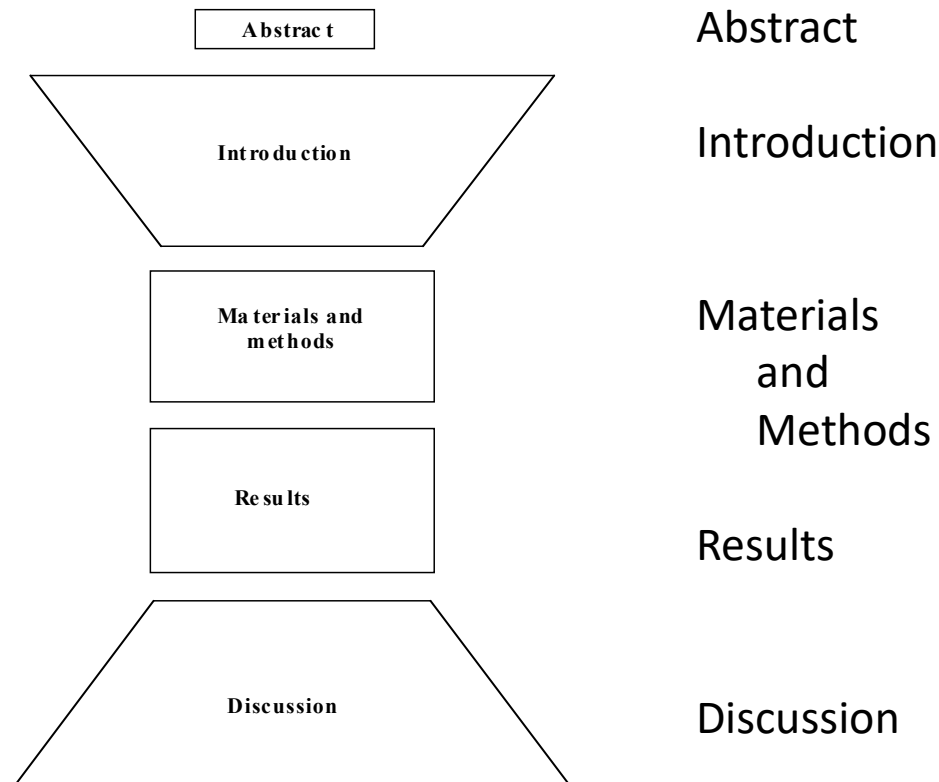 Abstract
Abstract
Introduction
Introduction
Materials and
methods
Materials
and
Methods
Results
Results
Discussion
Discussion